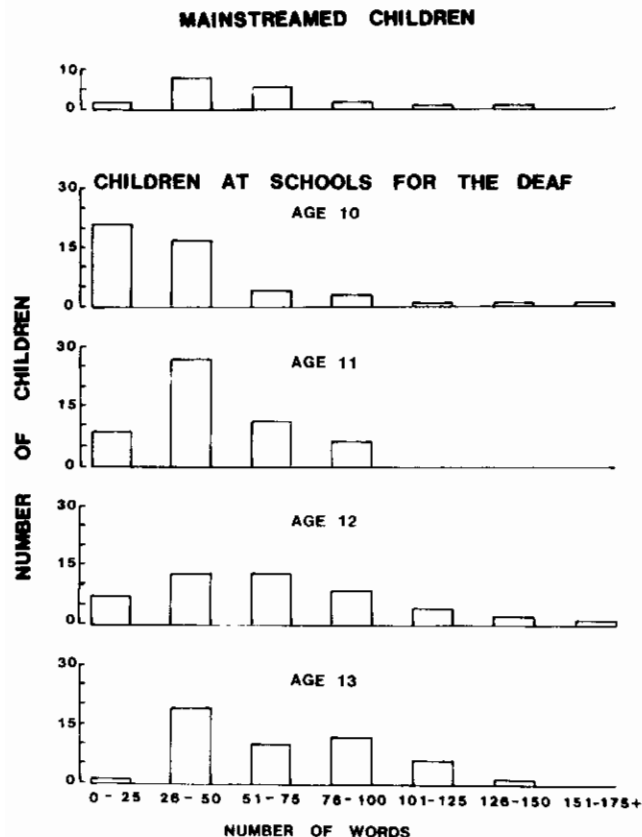 MAINSTREAMED CHILDREN
10
0
CHILDREN AT SCHOOLS FOR THE DEAF
30
AGE 10
15
0
30
AGE 11
15
0
30
AGE 12
15
0
30
AGE 13
15
0
0-25 26-50 51-75 76-100 101-125 126-150 151-175+
NUMBER OF WORDS
NUMBER OF CHILDREN